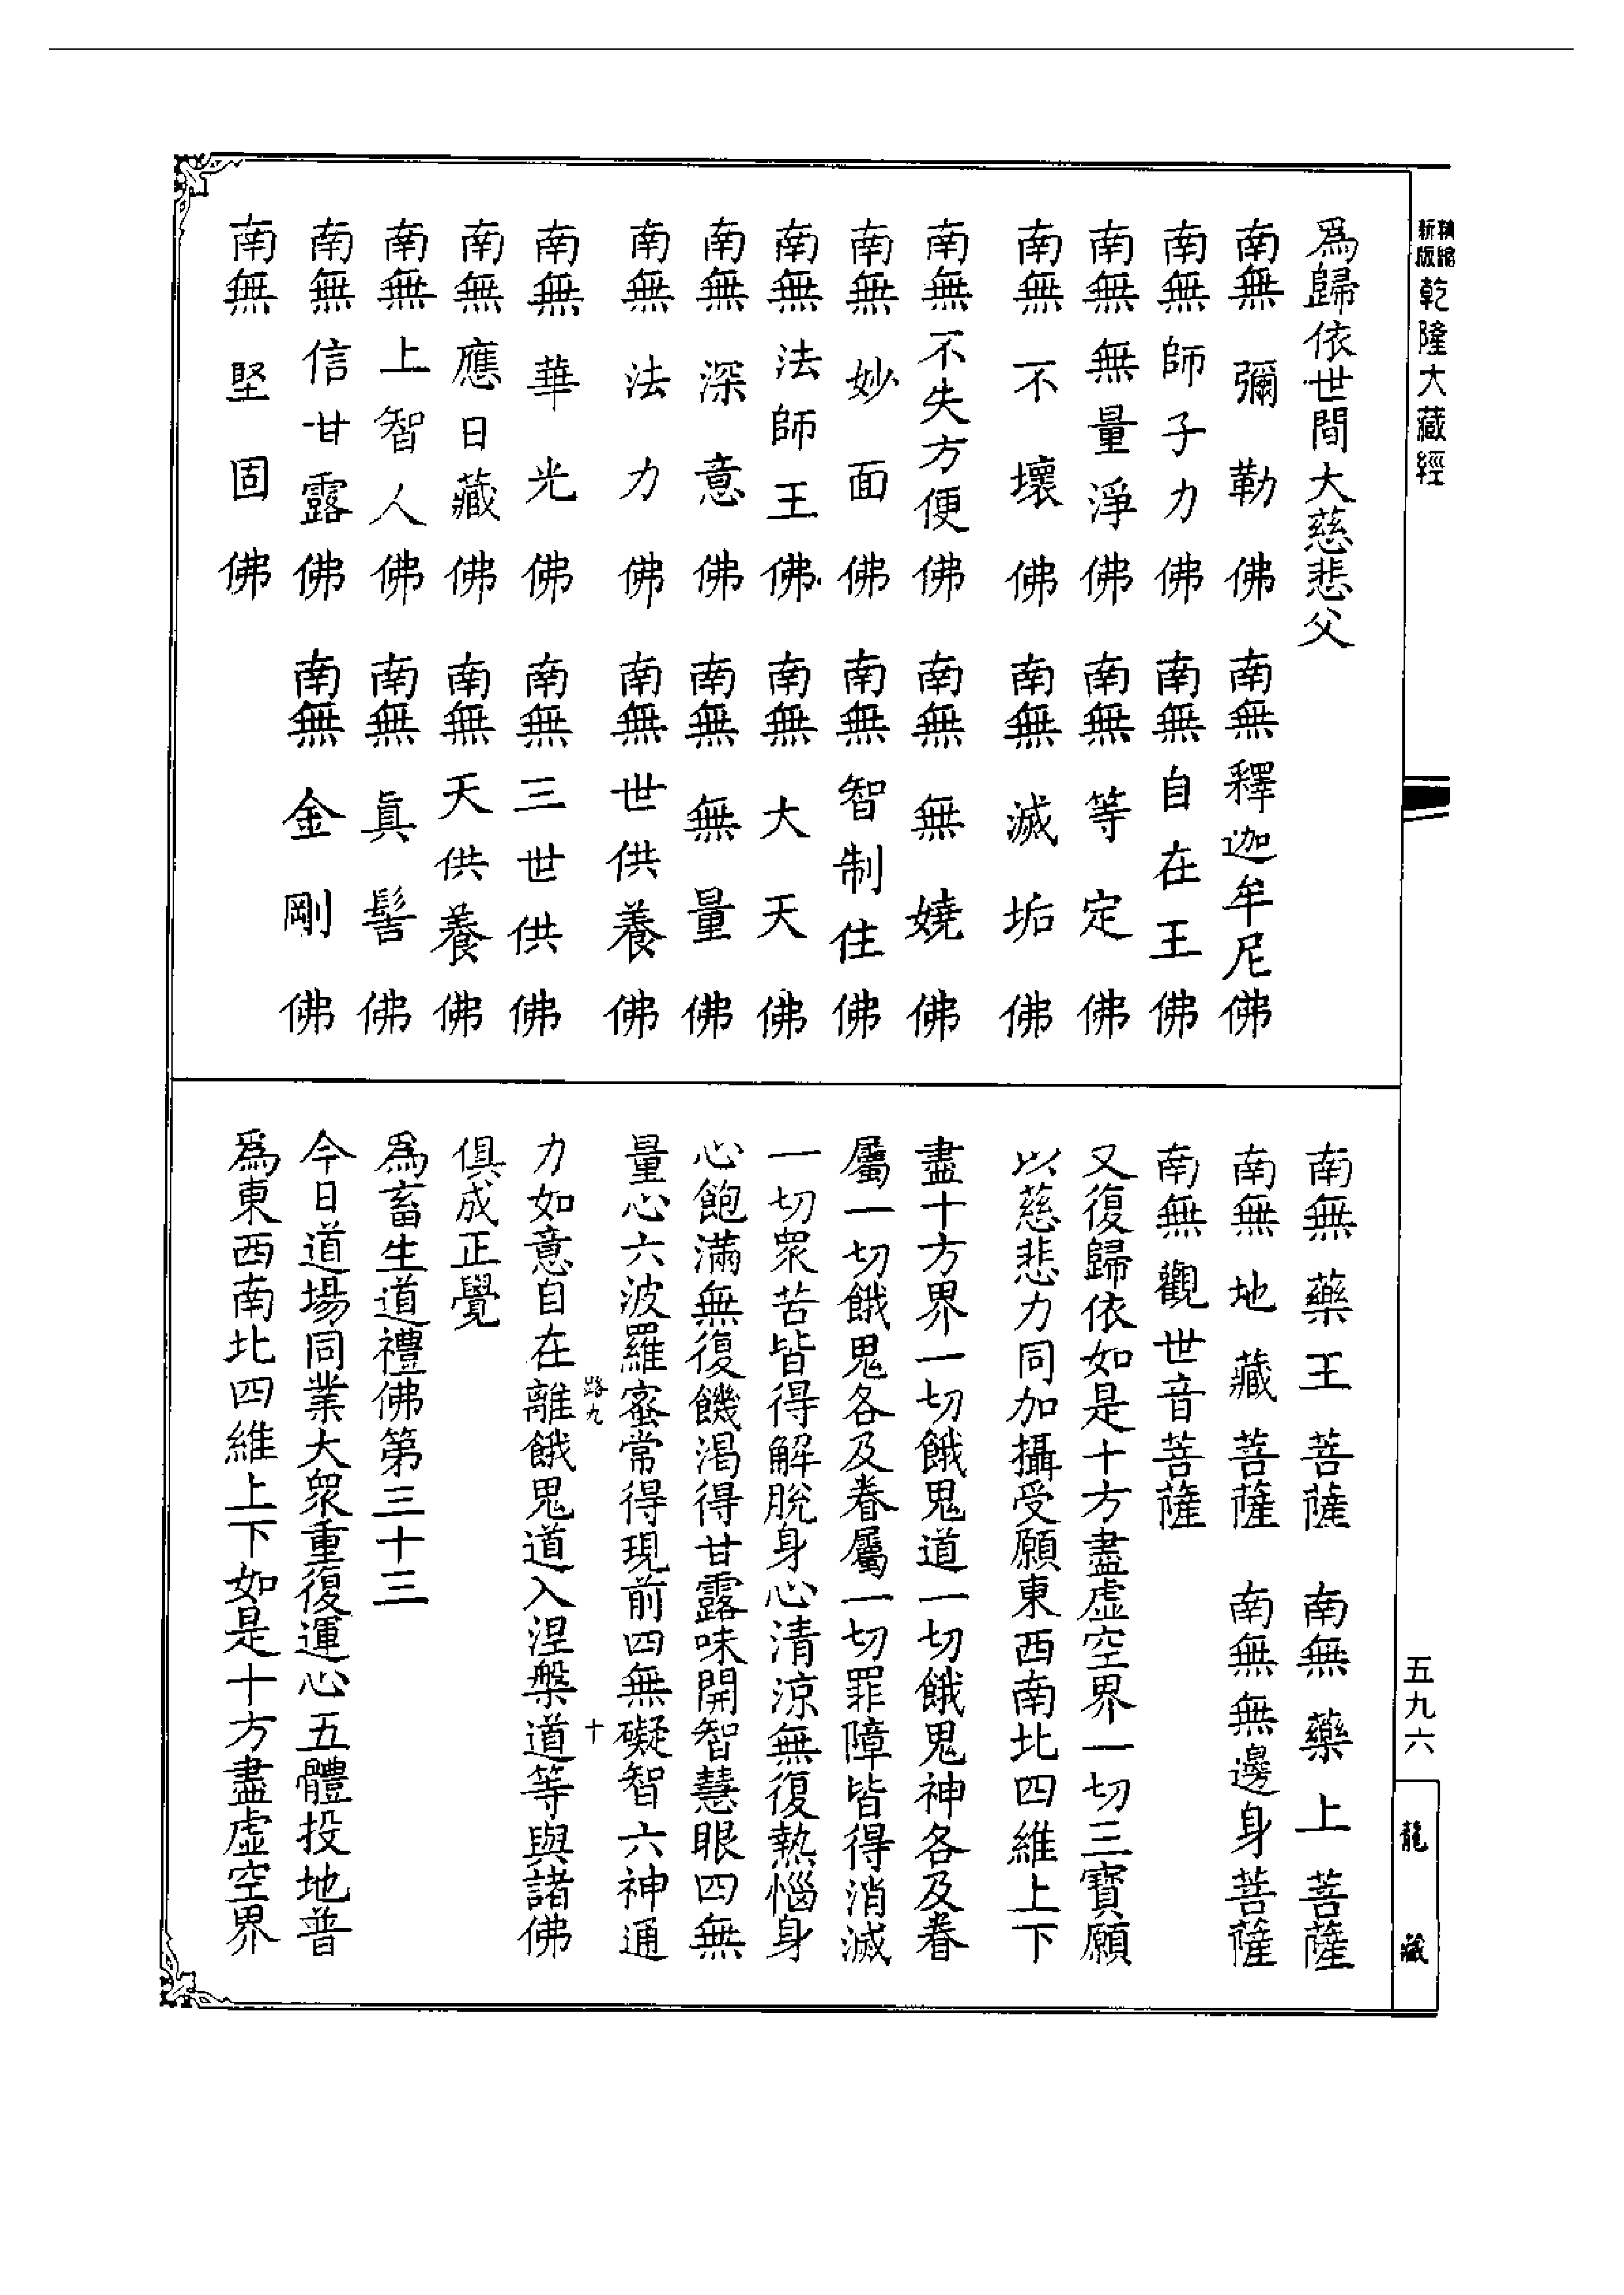 精縮新版乾隆大藏經
為歸依世間大慈悲父
南無彌勒佛 南無釋迦牟尼佛
南無師子力佛 南無自在王佛
南無無量淨佛 南無等定佛
南無不壞佛 南無滅垢佛
南無不失方便佛 南無無嬈佛
南無妙面佛 南無智制住佛
南無法師王佛 南無大天佛
南無深意佛 南無無量佛
南無法力佛 南無世供養佛
南無華光佛 南無三世供佛
南無應日藏佛 南無天供養佛
南無上智人佛 南無真髻佛
南無信甘露佛 南無金剛佛
南無堅固佛
南無藥王菩薩 南無藥上菩薩
南無地藏菩薩 南無無邊身菩薩
南無觀世音菩薩
又復歸依如是十方盡虛空界一切三寶願
以慈悲力同加攝受願東西南北四維上下
盡十方界一切餓鬼道一切餓鬼神各及眷
屬一切餓鬼各及眷屬一切罪障皆得消滅
一切眾苦皆得解脫身心清涼無復熱惱身
心飽滿無復饑渴得甘露味開智慧眼四無
量心六波羅蜜常得現前四無礙智六神通
力如意自在離餓鬼道入涅槃道等與諸佛
路九 十
俱成正覺
為畜生道禮佛第三十三
今日道場同業大眾重復運心五體投地普
為東西南北四維上下如是十方盡虛空界
五九六
龍藏